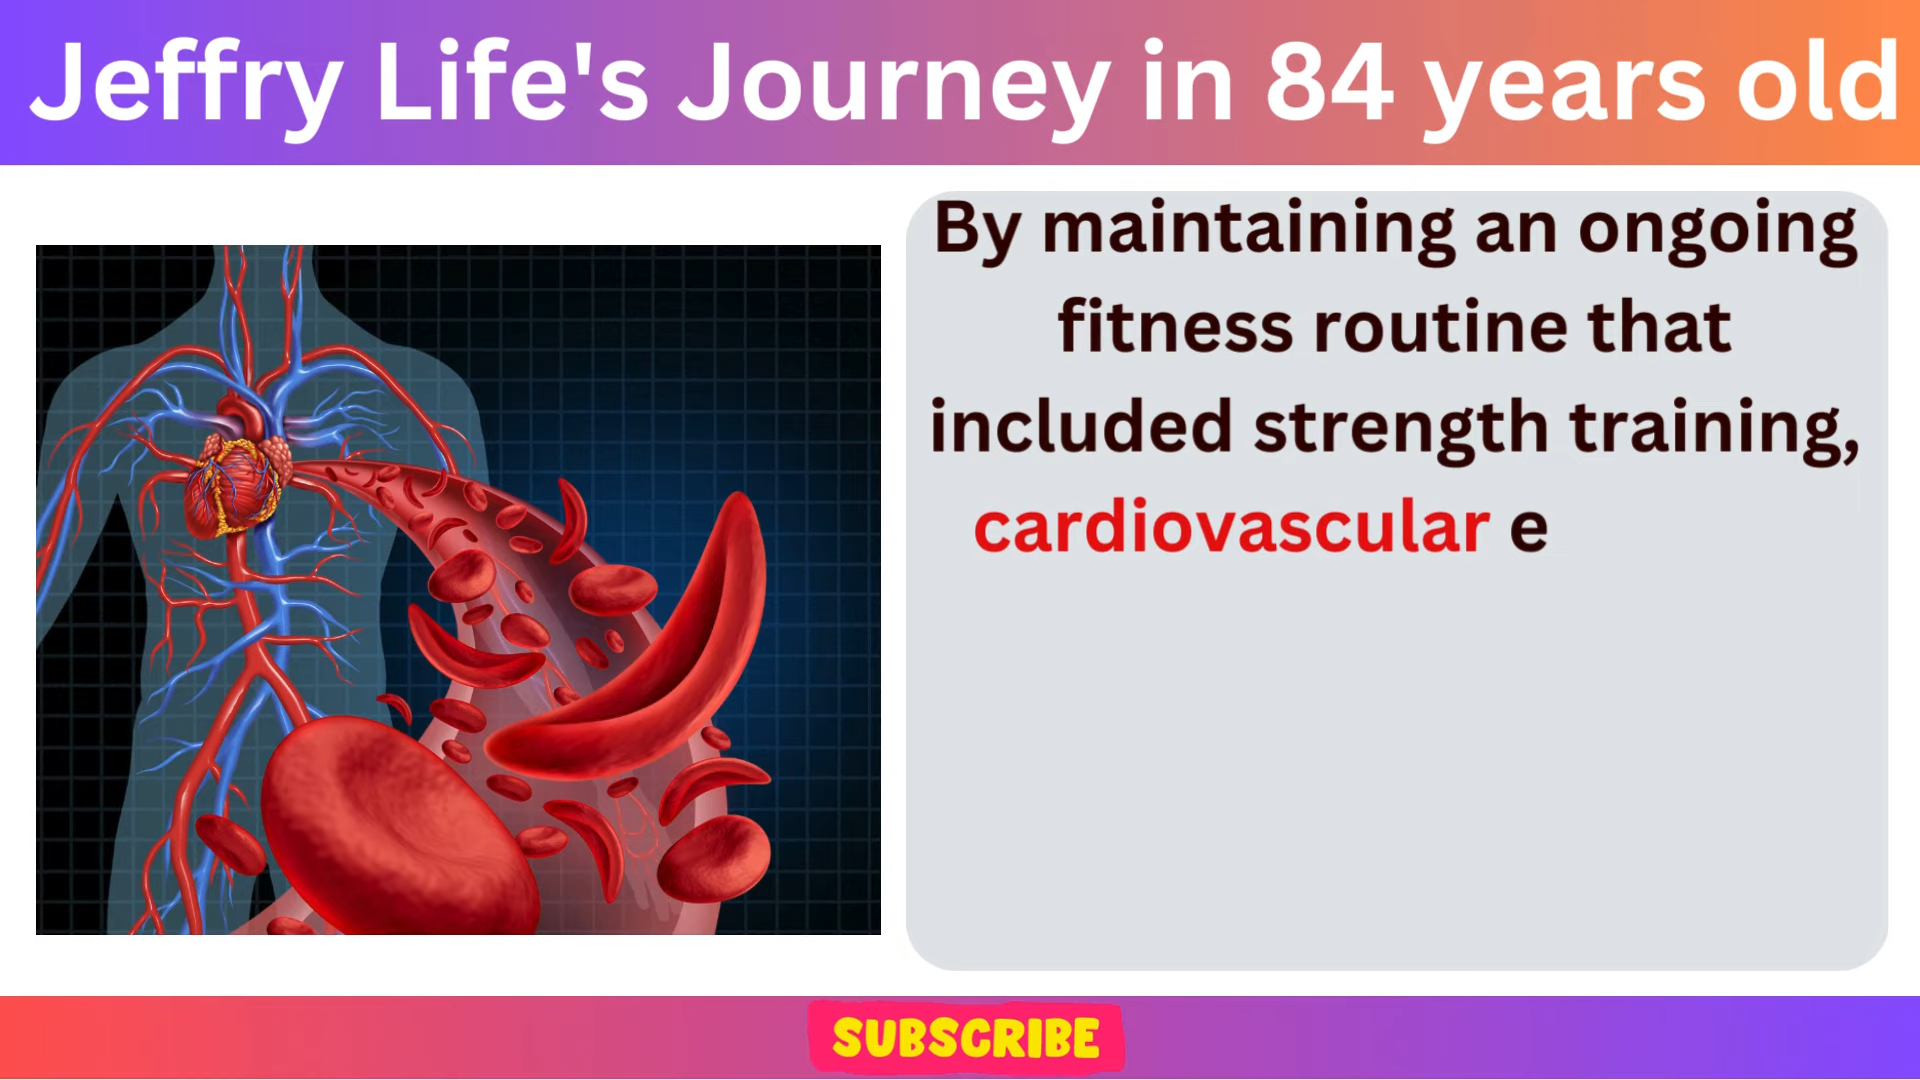 Jeffry Life's Journey in 84 years old
By maintaining an ongoing
fitness routine that
included strength training,
cardiovascular e
SUBSCRIBE